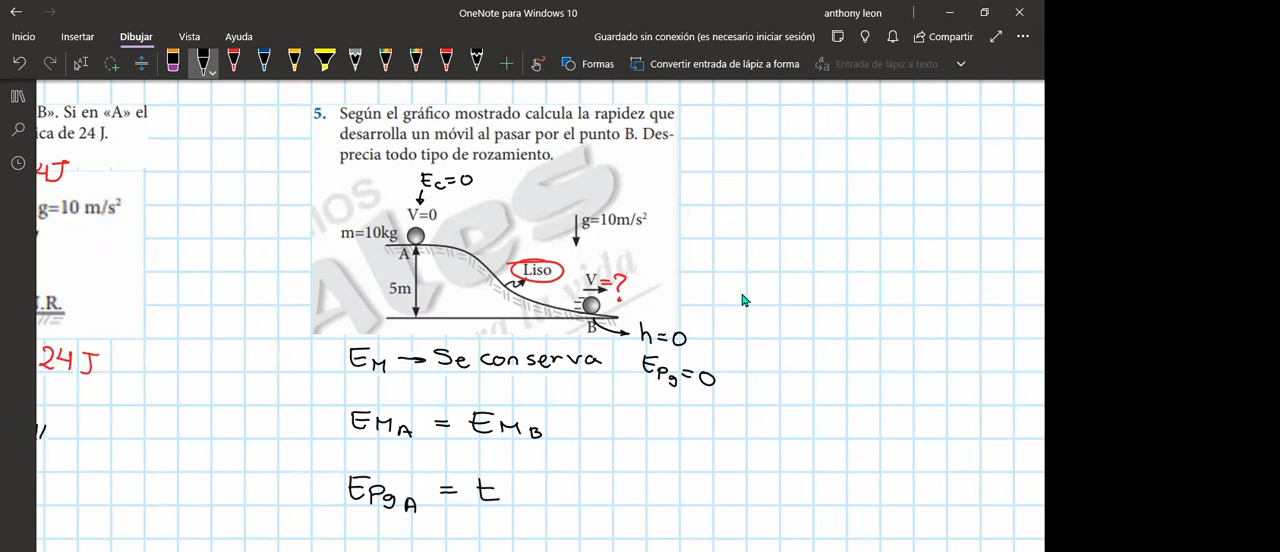 OneNote para Windows 10
anthony leon
Inicio
Insertar
Dibujar
Vista
Ayuda
Guardado sin conexión (es necesario iniciar sesión)
Compartir
Formas
Convertir entrada de lápiz a forma
Entrada de lápiz a texto
B». Si en «A» el
ica de 24 J.
4J
g=10 m/s²
.R.
24 J
//
5. Según el gráfico mostrado calcula la rapidez que
desarrolla un móvil al pasar por el punto B. Des-
precia todo tipo de rozamiento.
Ec=0
V=0
m=10kg
A
g=10m/s²
Liso
5m
V=?
B
h=0
EPg=0
EM → Se conserva
EMA = EMB
EPgA = t